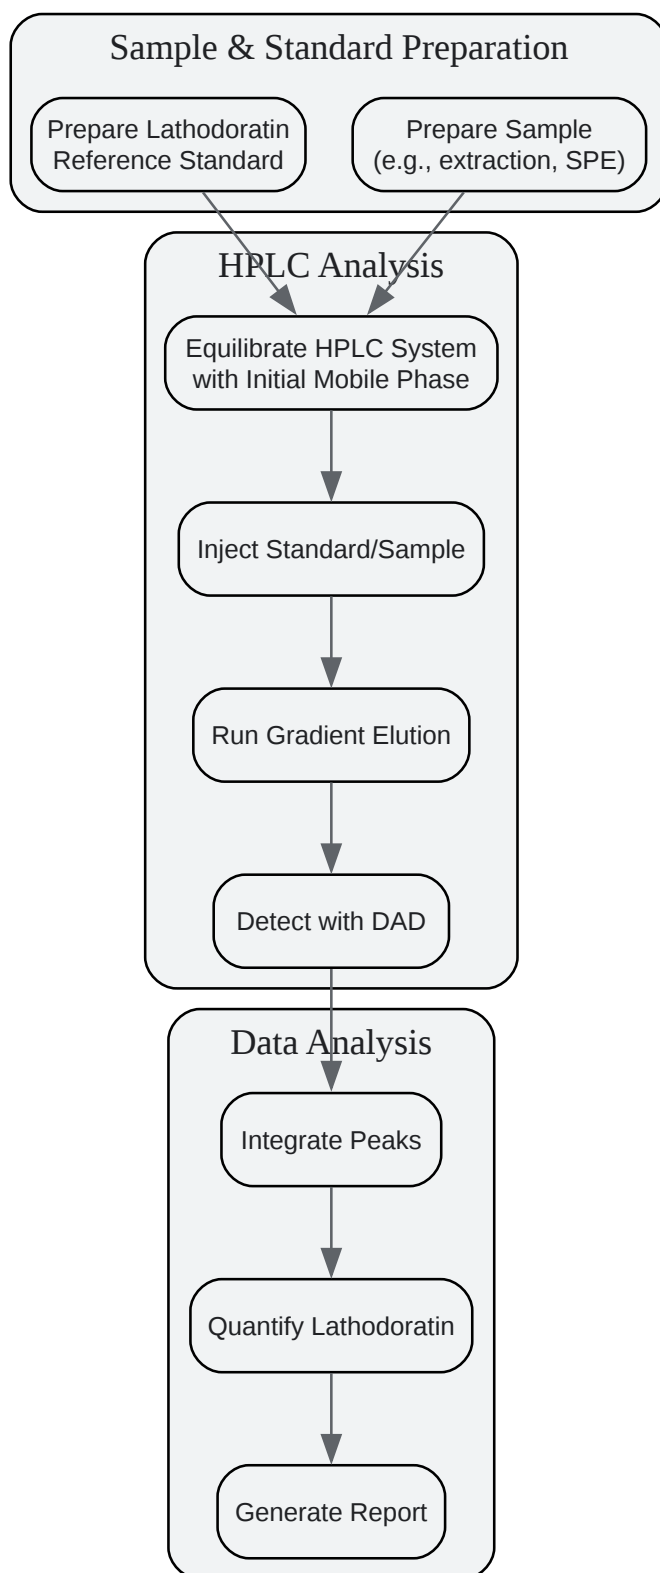 Sample & Standard Preparation
Prepare Lathodoratin
Reference Standard
Prepare Sample
(e.g., extraction, SPE)
HPLC Analysis
Equilibrate HPLC System
with Initial Mobile Phase
Inject Standard/Sample
Run Gradient Elution
Detect with DAD
Data Analysis
Integrate Peaks
Quantify Lathodoratin
Generate Report